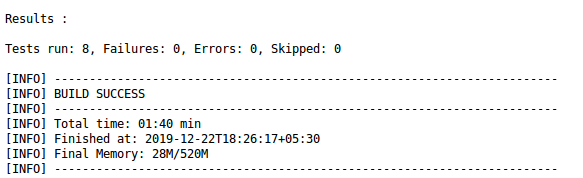 Results :
Tests run: 8, Failures: 0, Errors: 0, Skipped: 0
[INFO] ------------------------------------------------------------------------
[INFO] BUILD SUCCESS
[INFO] ------------------------------------------------------------------------
[INFO] Total time: 01:40 min
[INFO] Finished at: 2019-12-22T18:26:17+05:30
[INFO] Final Memory: 28M/520M
[INFO] ------------------------------------------------------------------------